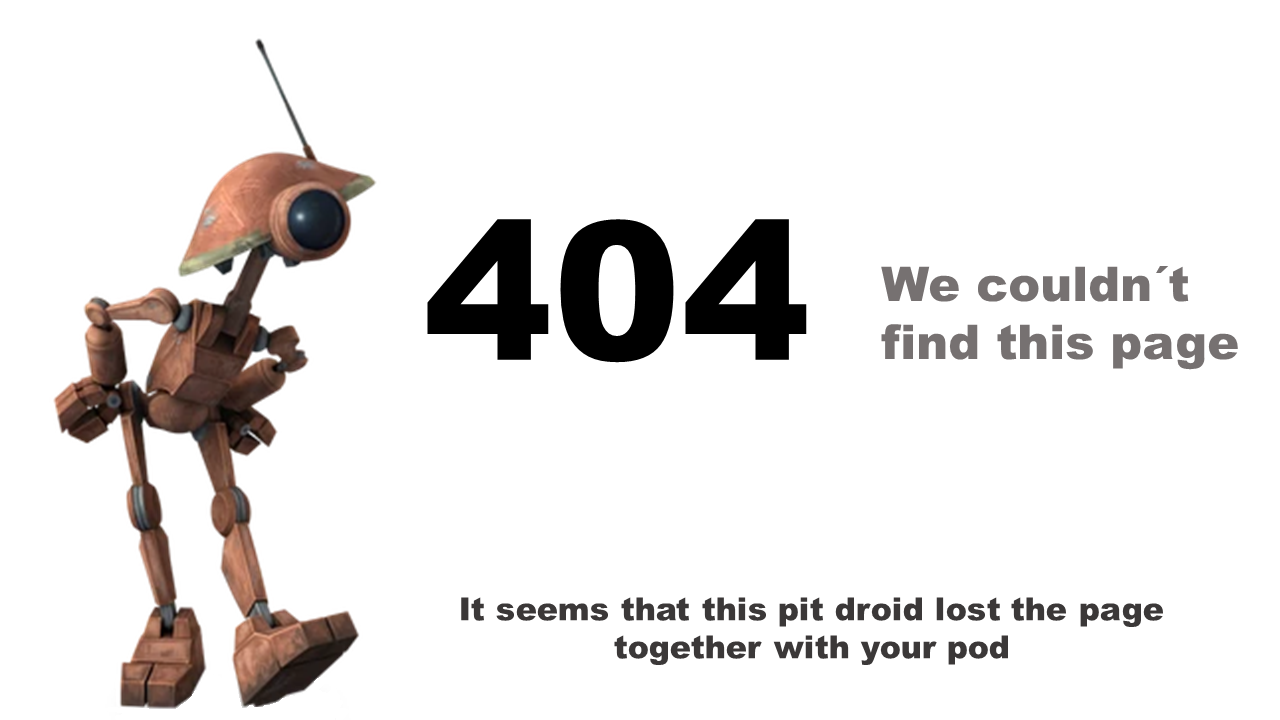 404
We couldn´t
find this page
It seems that this pit droid lost the page
together with your pod